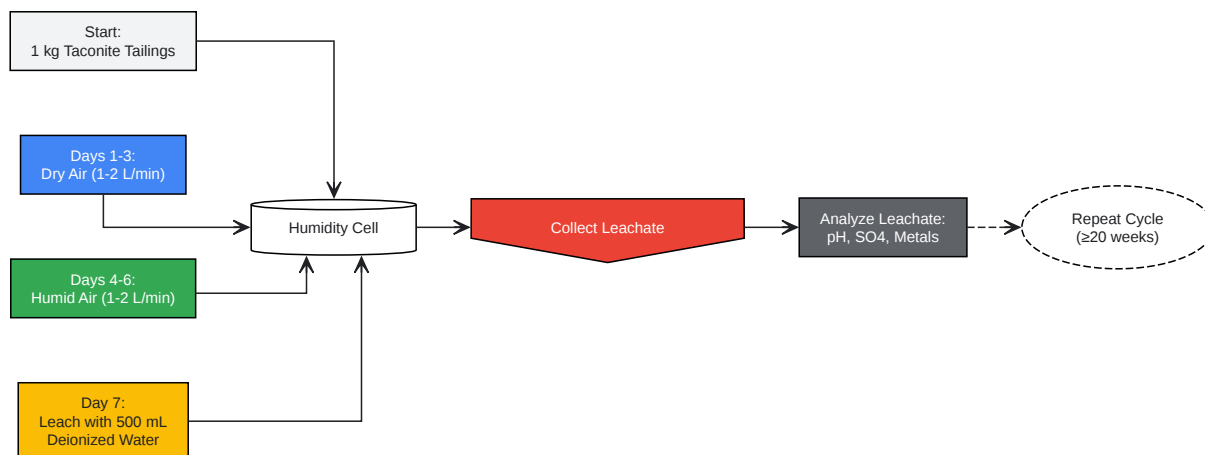 Start:
1 kg Taconite Tailings
Days 1-3:
Dry Air (1-2 L/min)
Humidity Cell
Collect Leachate
Analyze Leachate:
pH, SO4, Metals
Repeat Cycle
(≥20 weeks)
Days 4-6:
Humid Air (1-2 L/min)
Day 7:
Leach with 500 mL
Deionized Water